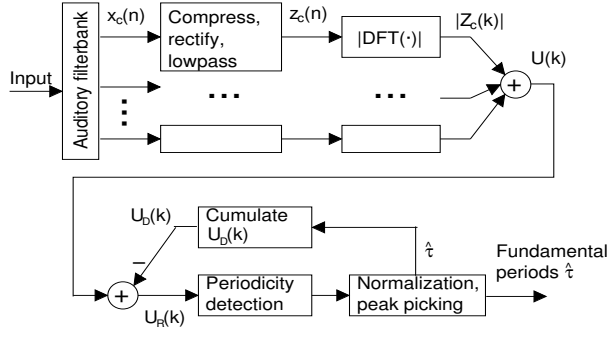 x_c(n)
Compress,
rectify,
lowpass
z_c(n)
|DFT(·)|
|Z_c(k)|
U(k)
Input
Auditory filterbank
+
U_D(k)
Cumulate
U_D(k)
τ̂
Fundamental
periods τ̂
−
+
U_R(k)
Periodicity
detection
Normalization,
peak picking